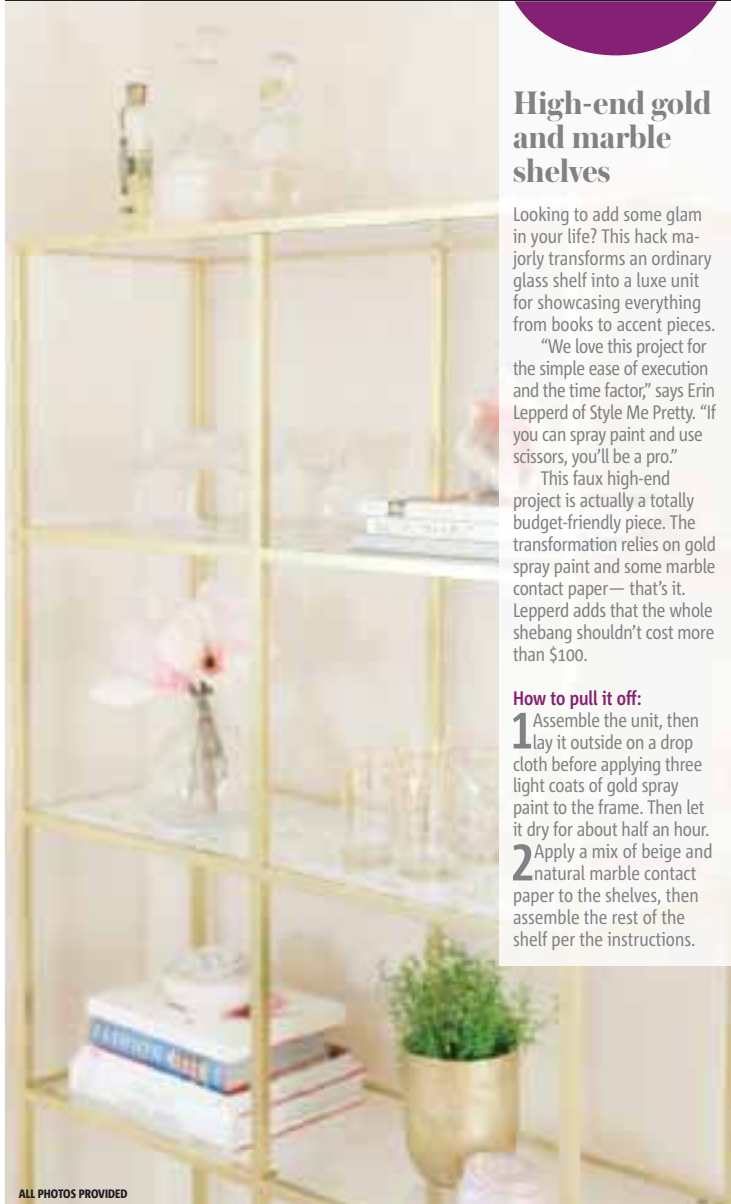 High-end gold
and marble
shelves
Looking to add some glam
in your life? This hack ma-
jorly transforms an ordinary
glass shelf into a luxe unit
for showcasing everything
from books to accent pieces.
“We love this project for
the simple ease of execution
and the time factor,” says Erin
Lepperd of Style Me Pretty. “If
you can spray paint and use
scissors, you’ll be a pro.”
This faux high-end
project is actually a totally
budget-friendly piece. The
transformation relies on gold
spray paint and some marble
contact paper— that’s it.
Lepperd adds that the whole
shebang shouldn’t cost more
than $100.
How to pull it off:
1 Assemble the unit, then
lay it outside on a drop
cloth before applying three
light coats of gold spray
paint to the frame. Then let
it dry for about half an hour.
2 Apply a mix of beige and
natural marble contact
paper to the shelves, then
assemble the rest of the
shelf per the instructions.
FASHION
ALL PHOTOS PROVIDED